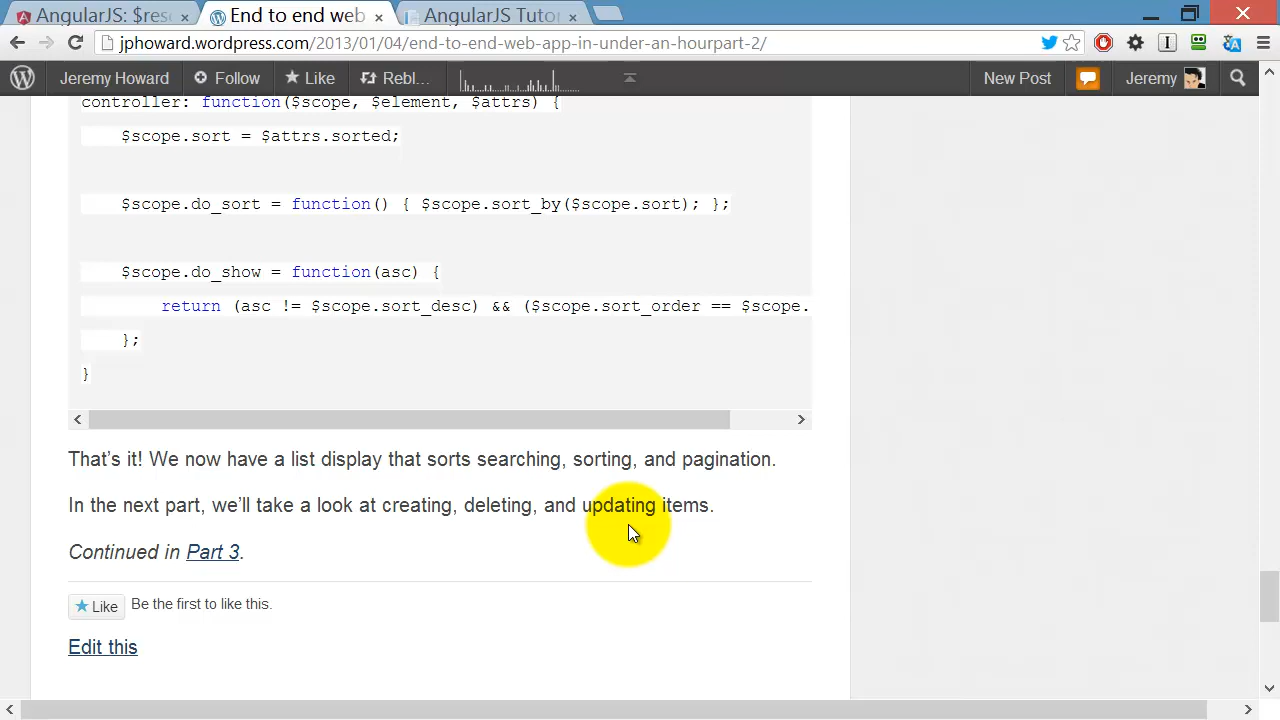 AngularJS: $res
End to end web
AngularJS Tutor
jphoward.wordpress.com/2013/01/04/end-to-end-web-app-in-under-an-hourpart-2/
Jeremy Howard
Follow
Like
Rebl...
New Post
Jeremy
controller: function($scope, $element, $attrs) {
$scope.sort = $attrs.sorted;
$scope.do_sort = function() { $scope.sort_by($scope.sort); };
$scope.do_show = function(asc) {
return (asc != $scope.sort_desc) && ($scope.sort_order == $scope.
};
}
That's it! We now have a list display that sorts searching, sorting, and pagination.
In the next part, we'll take a look at creating, deleting, and updating items.
Continued in Part 3.
Like Be the first to like this.
Edit this